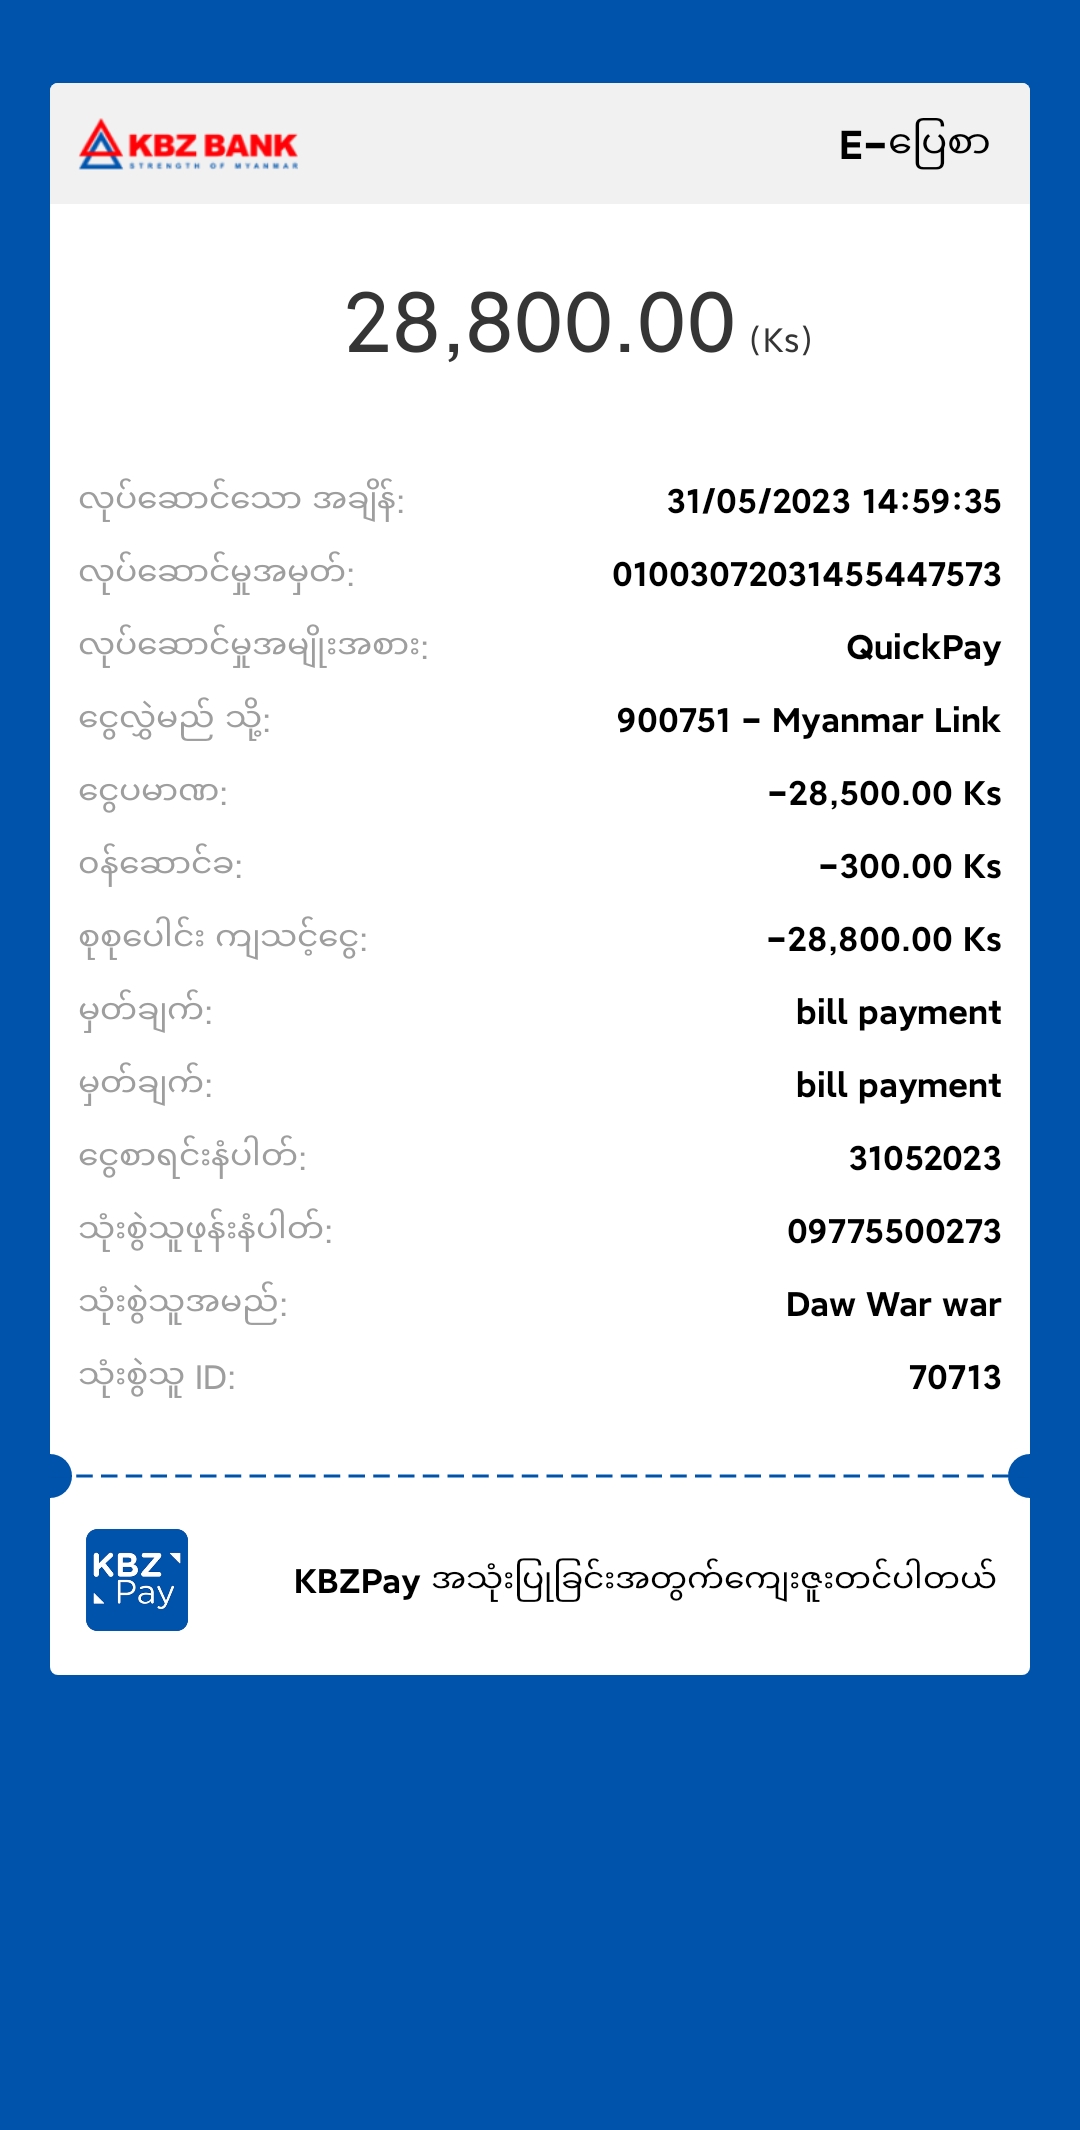 KBZ BANK
STRENGTH OF MYANMAR
E-ပြေစာ
28,800.00 (Ks)
လုပ်ဆောင်သော အချိန်: 31/05/2023 14:59:35
လုပ်ဆောင်မှုအမှတ်: 01003072031455447573
လုပ်ဆောင်မှုအမျိုးအစား: QuickPay
ငွေလွှဲမည် သို့: 900751 - Myanmar Link
ငွေပမာဏ: -28,500.00 Ks
ဝန်ဆောင်ခ: -300.00 Ks
စုစုပေါင်း ကျသင့်ငွေ: -28,800.00 Ks
မှတ်ချက်: bill payment
မှတ်ချက်: bill payment
ငွေစာရင်းနံပါတ်: 31052023
သုံးစွဲသူဖုန်းနံပါတ်: 09775500273
သုံးစွဲသူအမည်: Daw War war
သုံးစွဲသူ ID: 70713
KBZ
Pay
KBZPay အသုံးပြုခြင်းအတွက်ကျေးဇူးတင်ပါတယ်